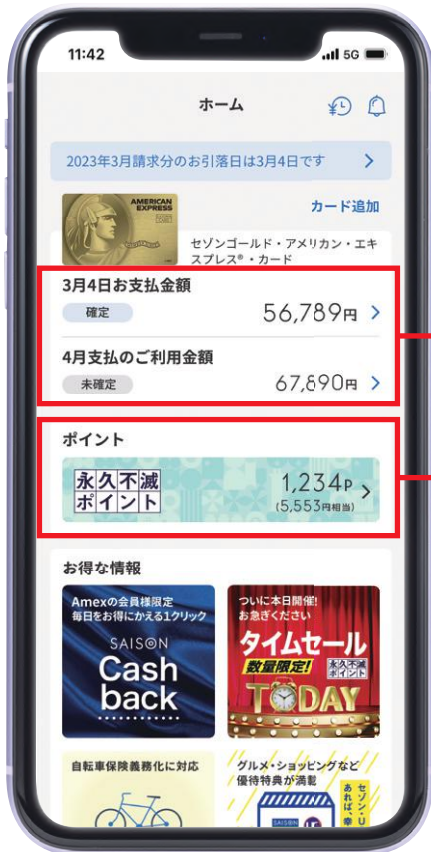 11:42
5G
ホーム
2023年3月請求分のお引落日は3月4日です
AMERICAN
EXPRESS
カード追加
セゾンゴールド・アメリカン・エキ
スプレス®・カード
3月4日お支払金額
確定
56,789円
4月支払のご利用金額
未確定
67,890円
ポイント
永久不滅
ポイント
1,234P
(5,553円相当)
お得な情報
Amexの会員様限定
毎日をお得にかえる1クリック
SAISON
Cash
back
ついに本日開催!
お急ぎください
タイムセール
数量限定!
永久不滅
ポイント
TODAY
自転車保険義務化に対応
グルメ・ショッピングなど
優待特典が満載
SAISON
セゾン・U
あれば、幸